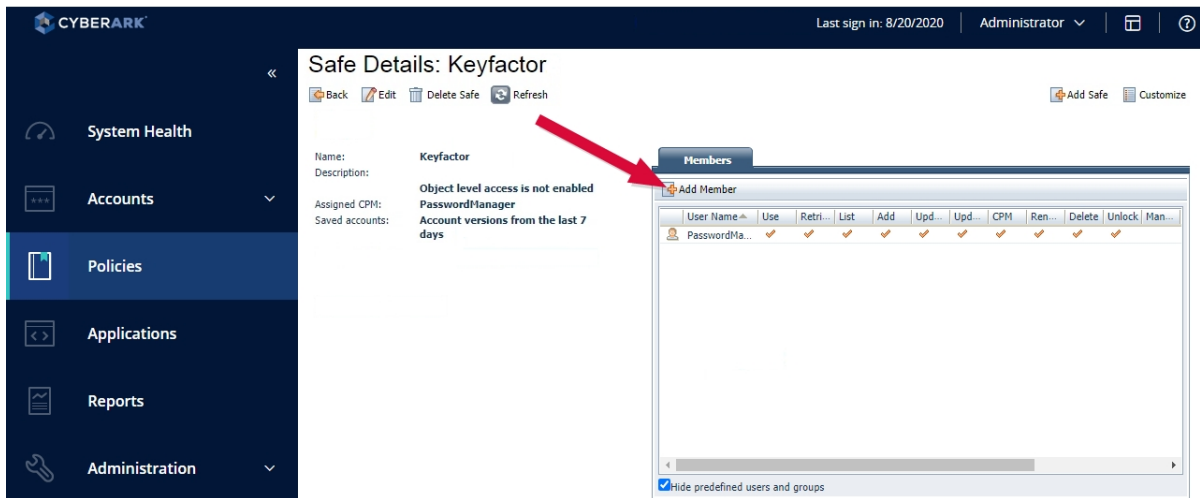 CYBERARK
Last sign in: 8/20/2020
Administrator
«
System Health
Accounts
Policies
Applications
Reports
Administration
Safe Details: Keyfactor
Back Edit Delete Safe Refresh
Add Safe Customize
Name: Keyfactor
Description:
Object level access is not enabled
Assigned CPM: PasswordManager
Saved accounts: Account versions from the last 7
days
Members
Add Member
User Name Use Retri... List Add Upd... Upd... CPM Ren... Delete Unlock Man...
PasswordMa...
Hide predefined users and groups